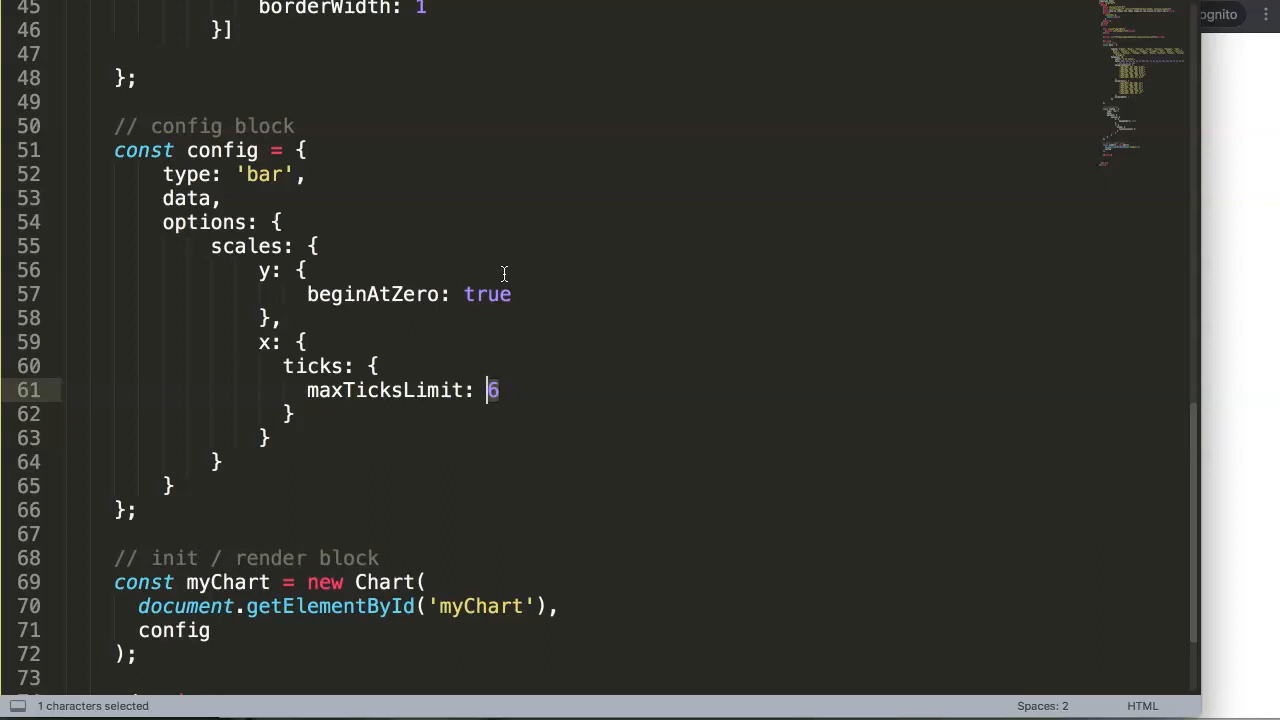 45 borderWidth: 1
46 }]
47
48 };
49
50 // config block
51 const config = {
52 type: 'bar',
53 data,
54 options: {
55 scales: {
56 y: {
57 beginAtZero: true
58 },
59 x: {
60 ticks: {
61 maxTicksLimit: 6
62 }
63 }
64 }
65 }
66 };
67
68 // init / render block
69 const myChart = new Chart(
70 document.getElementById('myChart'),
71 config
72 );
73
1 characters selected
Spaces: 2
HTML
ognito